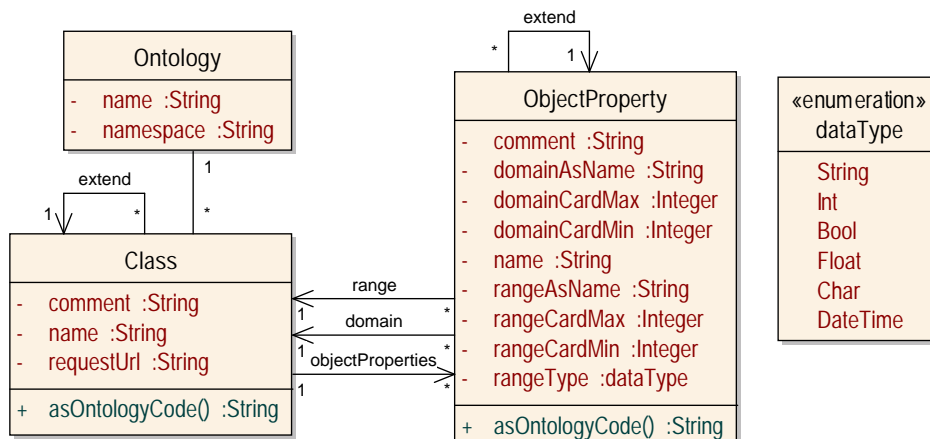 Ontology
- name :String
- namespace :String
1
*
extend
1
*
Class
- comment :String
- name :String
- requestUrl :String
+ asOntologyCode() :String
range
1
*
domain
1
*
objectProperties
1
*
extend
*
1
ObjectProperty
- comment :String
- domainAsName :String
- domainCardMax :Integer
- domainCardMin :Integer
- name :String
- rangeAsName :String
- rangeCardMax :Integer
- rangeCardMin :Integer
- rangeType :dataType
+ asOntologyCode() :String
«enumeration»
dataType
String
Int
Bool
Float
Char
DateTime